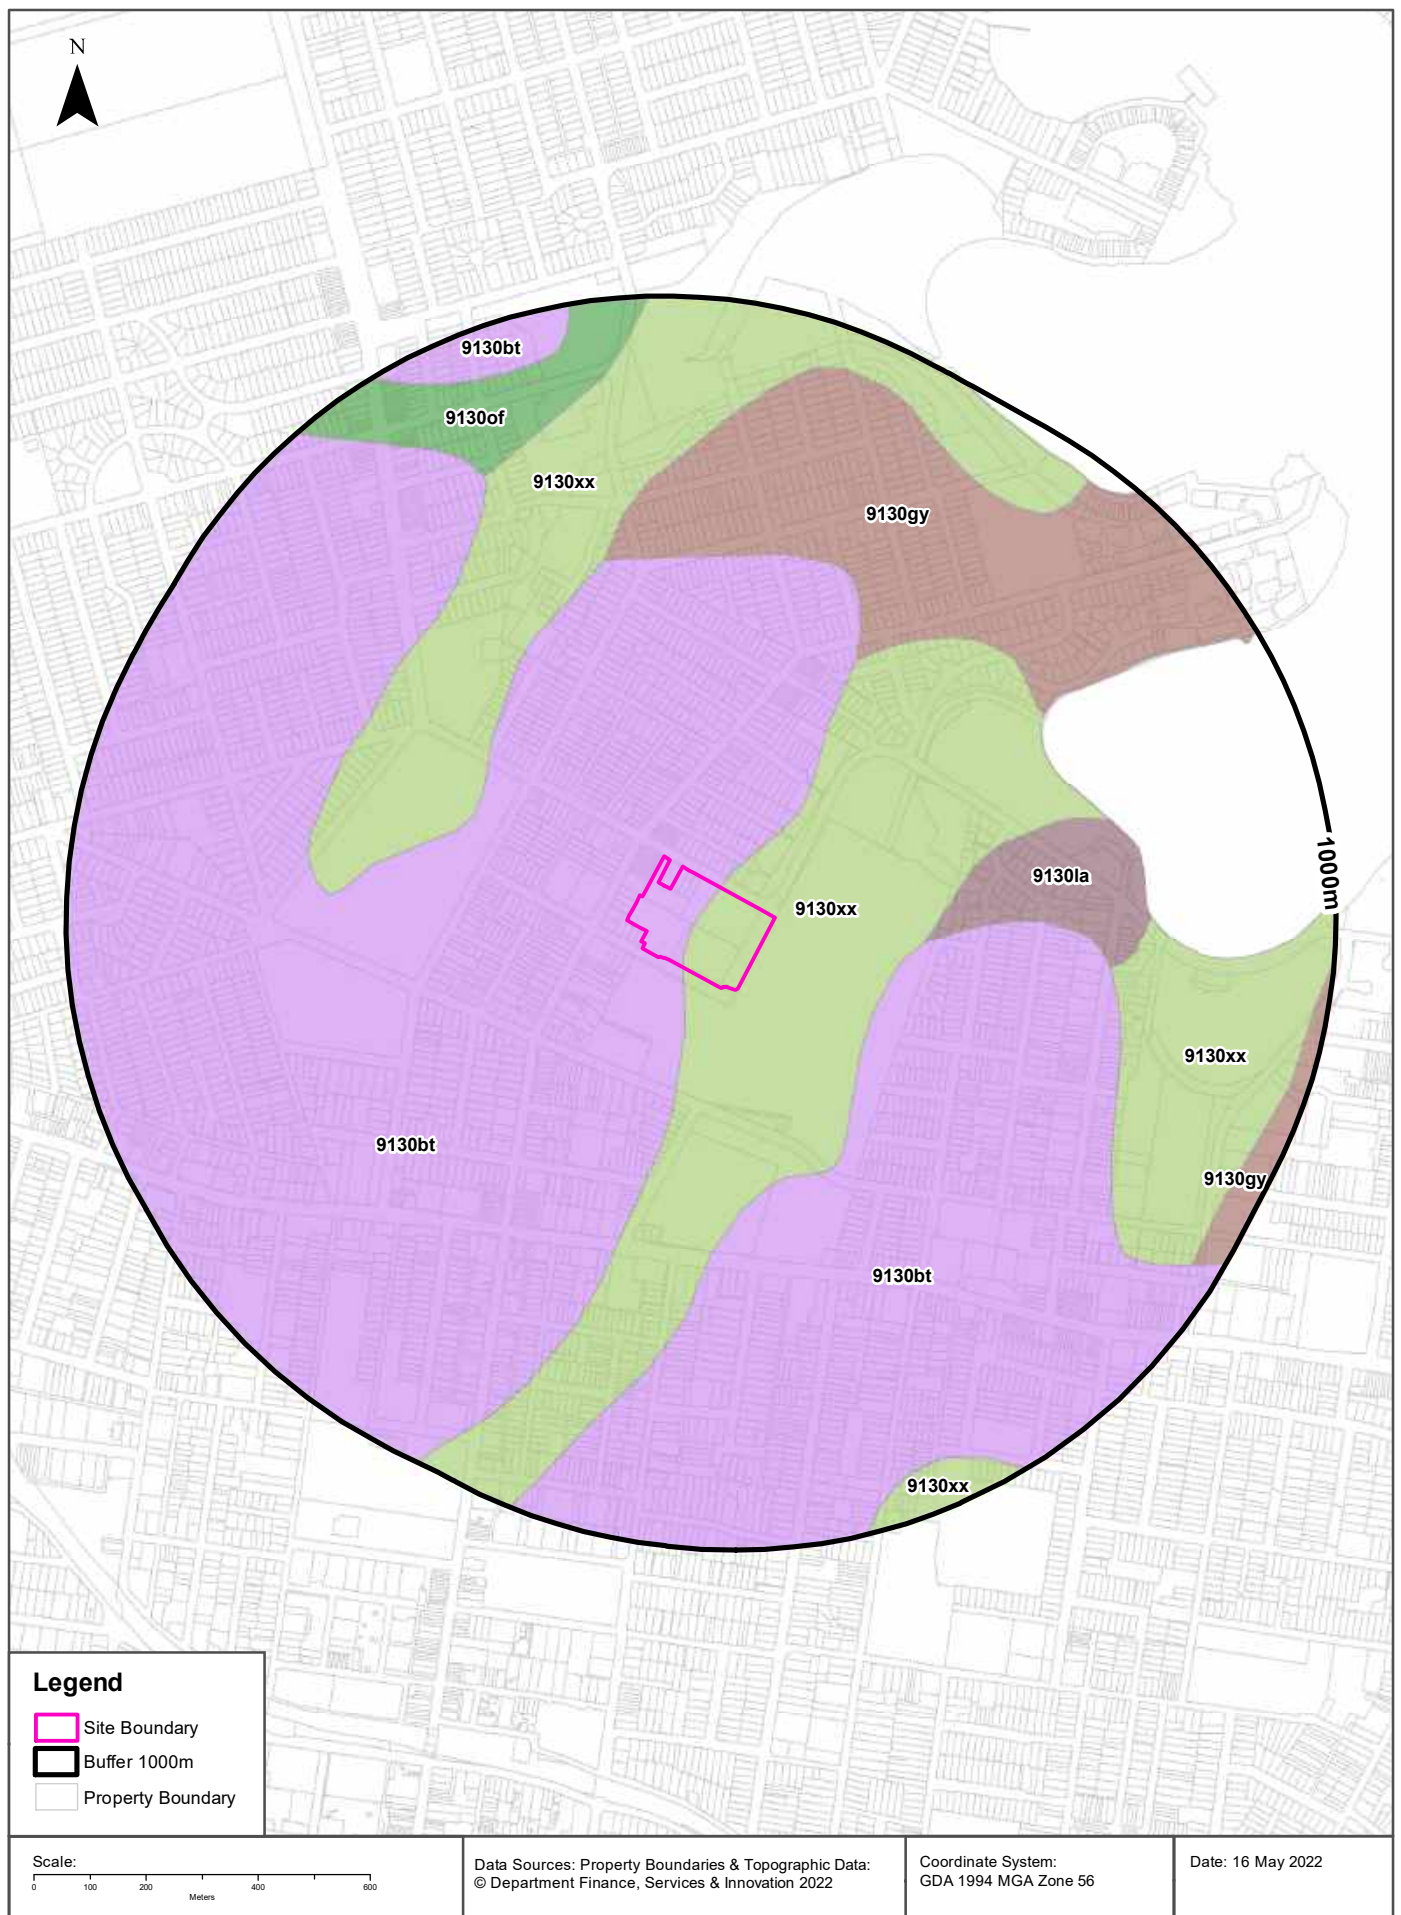 N
9130bt
9130of
9130xx
9130gy
1000m
9130la
9130xx
9130xx
9130bt
9130gy
9130bt
9130xx
Legend
Site Boundary
Buffer 1000m
Property Boundary
Scale:
0 100 200 400 600
Meters
Data Sources: Property Boundaries & Topographic Data:
© Department Finance, Services & Innovation 2022
Coordinate System:
GDA 1994 MGA Zone 56
Date: 16 May 2022